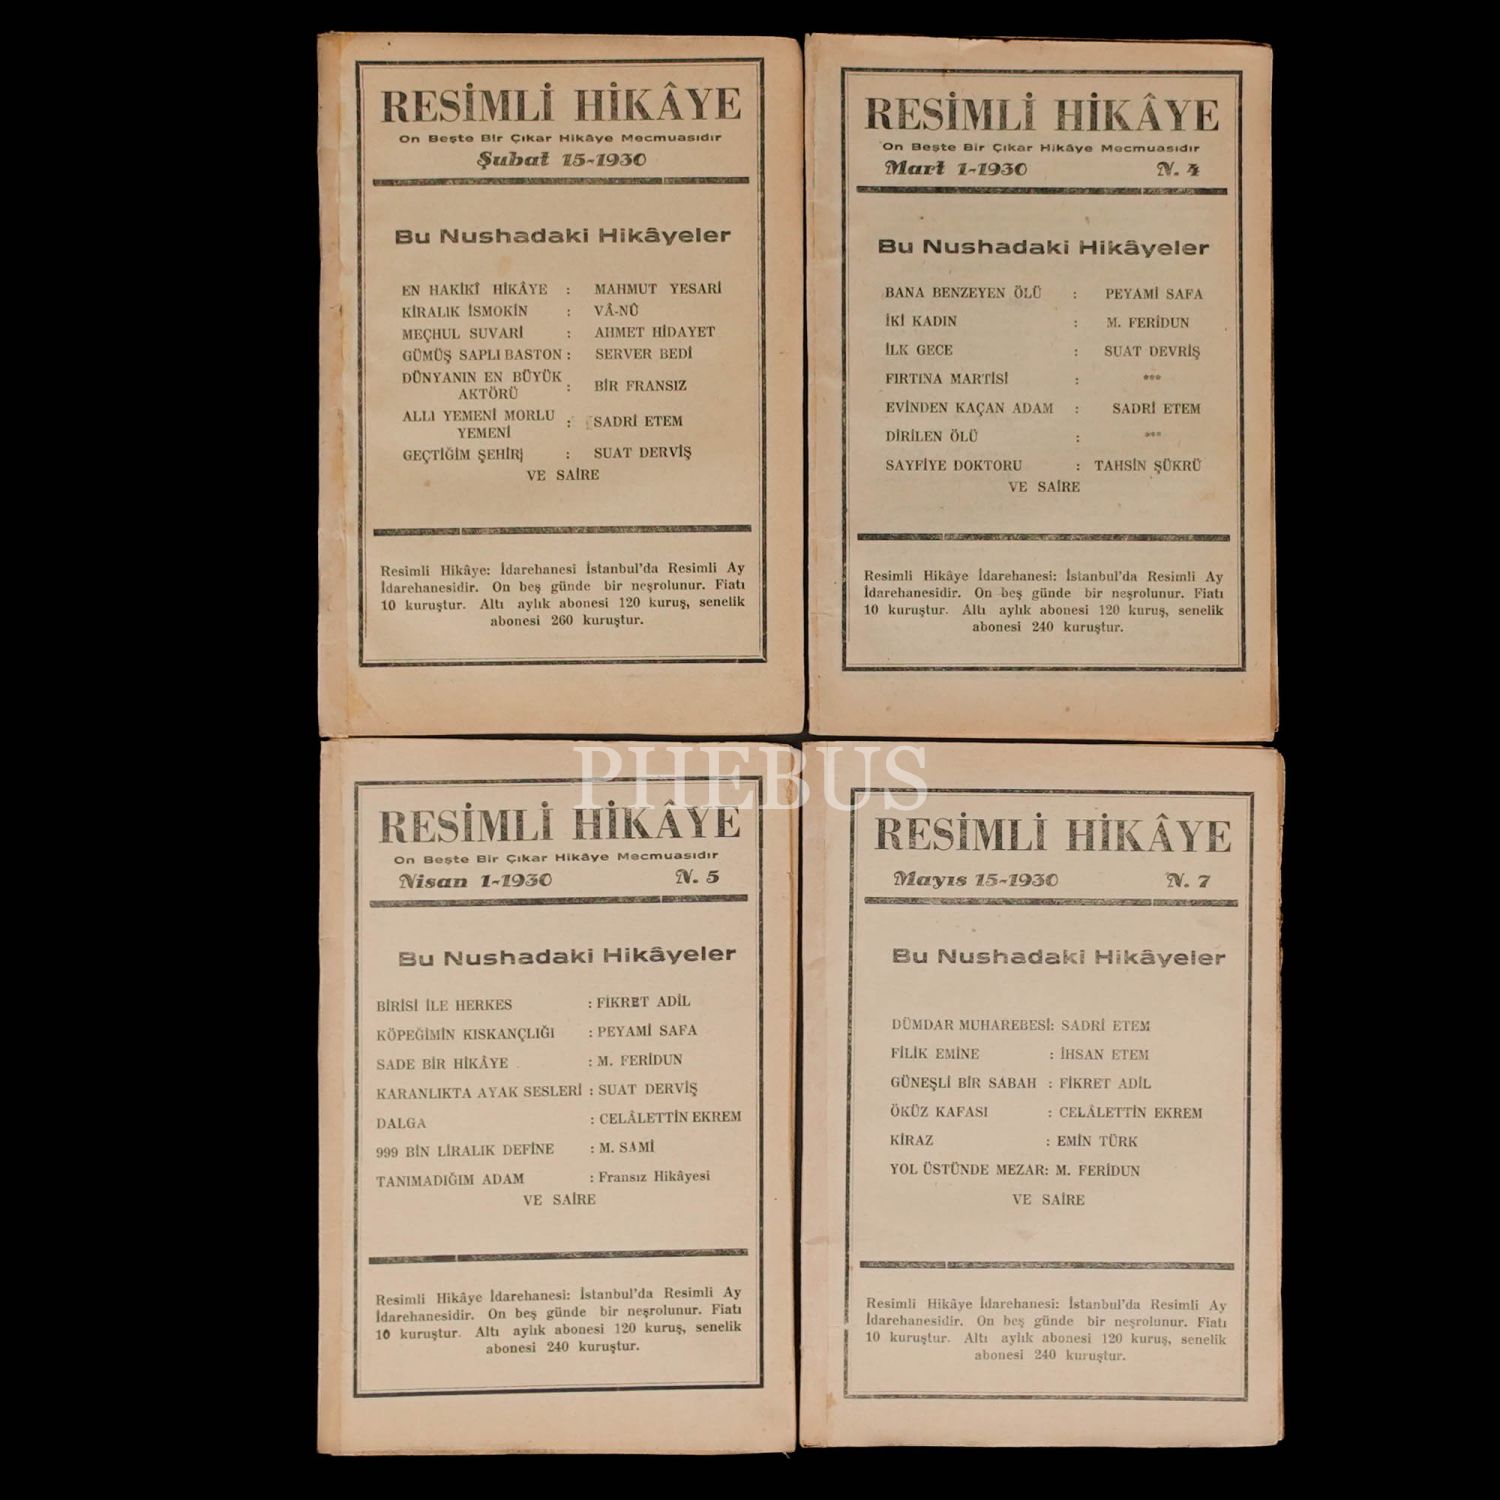 RESİMLİ HİKÂYE
On Beşte Bir Çıkar Hikâye Mecmuasıdır
Şubat 15-1930
Bu Nushadaki Hikâyeler
EN HAKİKÎ HİKÂYE : MAHMUT YESARİ
KİRALIK İSMOKİN : VÂ-NÛ
MEÇHUL SUVARİ : AHMET HİDAYET
GÜMÜŞ SAPLI BASTON : SERVER BEDİ
DÜNYANIN EN BÜYÜK
AKTÖRÜ : BİR FRANSIZ
ALLI YEMENİ MORLU
YEMENİ : SADRİ ETEM
GEÇTİĞİM ŞEHİR : SUAT DERVİŞ
VE SAİRE
Resimli Hikâye: İdarehanesi İstanbul'da Resimli Ay
İdarehanesidir. On beş günde bir neşrolunur. Fiatı
10 kuruştur. Altı aylık abonesi 120 kuruş, senelik
abonesi 260 kuruştur.
RESİMLİ HİKÂYE
On Beşte Bir Çıkar Hikâye Mecmuasıdır
Mart 1-1930 N. 4
Bu Nushadaki Hikâyeler
BANA BENZEYEN ÖLÜ : PEYAMİ SAFA
İKİ KADIN : M. FERİDUN
İLK GECE : SUAT DEVRİŞ
FIRTINA MARTİSİ : ***
EVİNDEN KAÇAN ADAM : SADRİ ETEM
DİRİLEN ÖLÜ : ***
SAYFİYE DOKTORU : TAHSİN ŞÜKRÜ
VE SAİRE
Resimli Hikâye İdarehanesi: İstanbul'da Resimli Ay
İdarehanesidir. On beş günde bir neşrolunur. Fiatı
10 kuruştur. Altı aylık abonesi 120 kuruş, senelik
abonesi 240 kuruştur.
PHEBUS
RESİMLİ HİKÂYE
On Beşte Bir Çıkar Hikâye Mecmuasıdır
Nisan 1-1930 N. 5
Bu Nushadaki Hikâyeler
BİRİSİ İLE HERKES : FİKRET ADİL
KÖPEĞİMİN KISKANÇLIĞI : PEYAMİ SAFA
SADE BİR HİKÂYE : M. FERİDUN
KARANLIKTA AYAK SESLERİ : SUAT DERVİŞ
DALGA : CELÂLETTİN EKREM
999 BİN LİRALIK DEFİNE : M. SAMİ
TANIMADIĞIM ADAM : Fransız Hikâyesi
VE SAİRE
Resimli Hikâye İdarehanesi: İstanbul'da Resimli Ay
İdarehanesidir. On beş günde bir neşrolunur. Fiatı
10 kuruştur. Altı aylık abonesi 120 kuruş, senelik
abonesi 240 kuruştur.
RESİMLİ HİKÂYE
Mayıs 15-1930 N. 7
Bu Nushadaki Hikâyeler
DÜMDAR MUHAREBESİ: SADRİ ETEM
FİLİK EMİNE : İHSAN ETEM
GÜNEŞLİ BİR SABAH : FİKRET ADİL
ÖKÜZ KAFASI : CELÂLETTİN EKREM
KİRAZ : EMİN TÜRK
YOL ÜSTÜNDE MEZAR: M. FERİDUN
VE SAİRE
Resimli Hikâye İdarehanesi: İstanbul'da Resimli Ay
İdarehanesidir. On beş günde bir neşrolunur. Fiatı
10 kuruştur. Altı aylık abonesi 120 kuruş, senelik
abonesi 240 kuruştur.